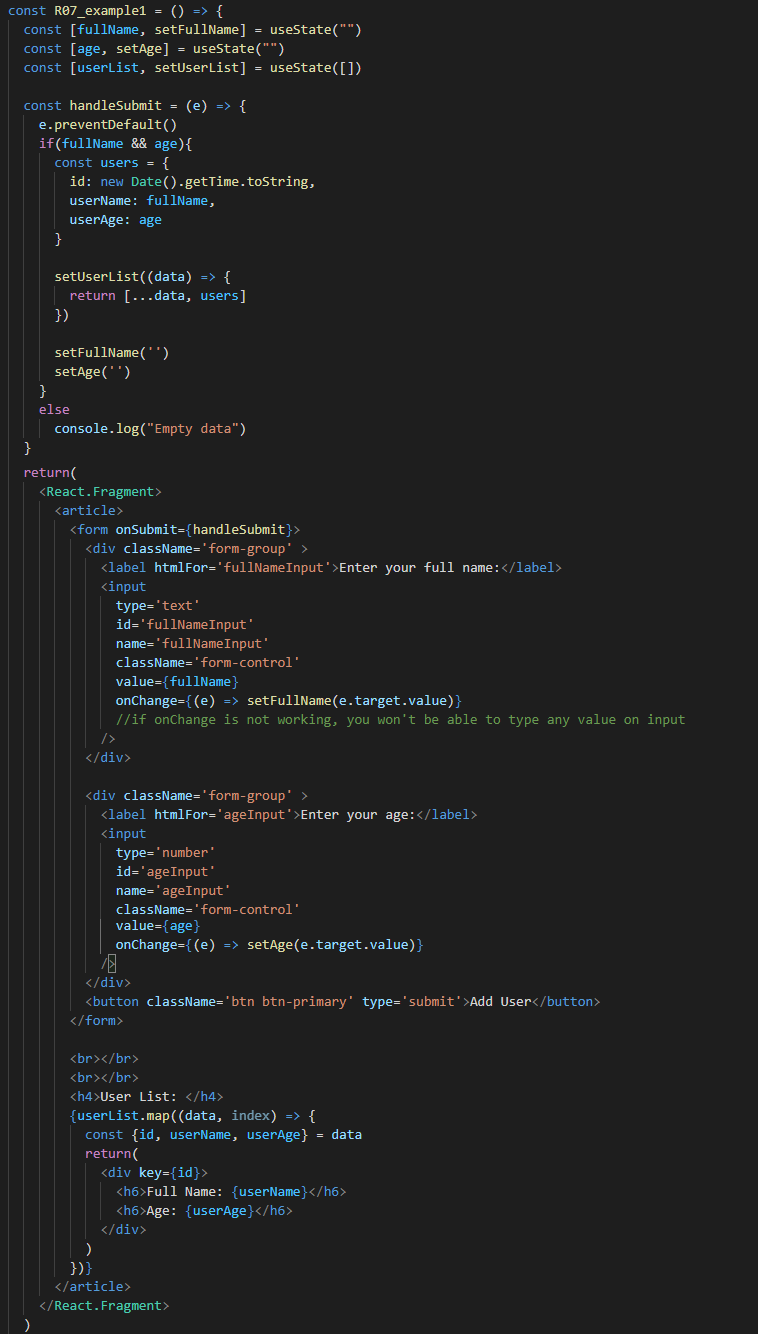 const R07_example1 = () => {
  const [fullName, setFullName] = useState("")
  const [age, setAge] = useState("")
  const [userList, setUserList] = useState([])

  const handleSubmit = (e) => {
    e.preventDefault()
    if(fullName && age){
      const users = {
        id: new Date().getTime.toString,
        userName: fullName,
        userAge: age
      }

      setUserList((data) => {
        return [...data, users]
      })

      setFullName('')
      setAge('')
    }
    else
      console.log("Empty data")
  }
  return(
    <React.Fragment>
      <article>
        <form onSubmit={handleSubmit}>
          <div className='form-group' >
            <label htmlFor='fullNameInput'>Enter your full name:</label>
            <input
              type='text'
              id='fullNameInput'
              name='fullNameInput'
              className='form-control'
              value={fullName}
              onChange={(e) => setFullName(e.target.value)}
              //if onChange is not working, you won't be able to type any value on input
            />
          </div>

          <div className='form-group' >
            <label htmlFor='ageInput'>Enter your age:</label>
            <input
              type='number'
              id='ageInput'
              name='ageInput'
              className='form-control'
              value={age}
              onChange={(e) => setAge(e.target.value)}
            />
          </div>
          <button className='btn btn-primary' type='submit'>Add User</button>
        </form>

        <br></br>
        <br></br>
        <h4>User List: </h4>
        {userList.map((data, index) => {
          const {id, userName, userAge} = data
          return(
            <div key={id}>
              <h6>Full Name: {userName}</h6>
              <h6>Age: {userAge}</h6>
            </div>
          )
        })}
      </article>
    </React.Fragment>
  )